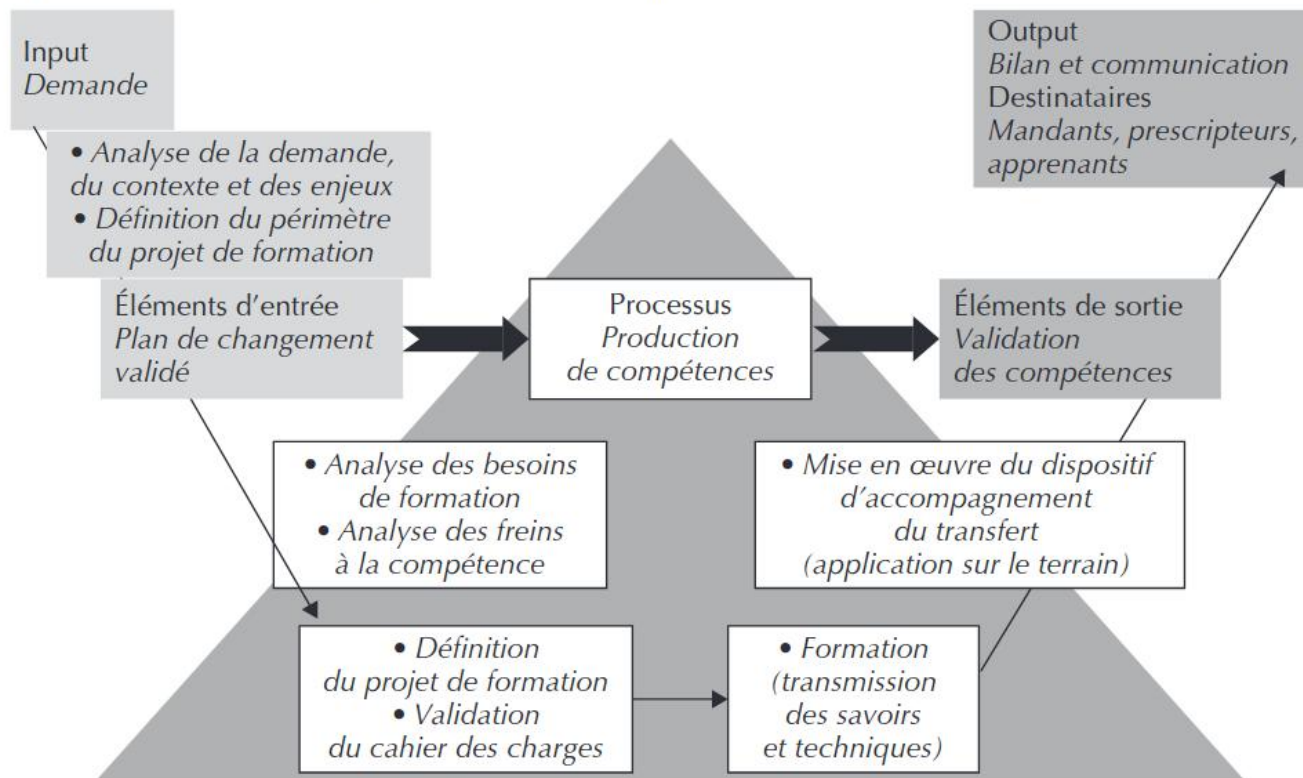 Input
Demande
• Analyse de la demande,
du contexte et des enjeux
• Définition du périmètre
du projet de formation
Éléments d'entrée
Plan de changement
validé
Processus
Production
de compétences
Éléments de sortie
Validation
des compétences
Output
Bilan et communication
Destinataires
Mandants, prescripteurs,
apprenants
• Analyse des besoins
de formation
• Analyse des freins
à la compétence
• Mise en œuvre du dispositif
d'accompagnement
du transfert
(application sur le terrain)
• Définition
du projet de formation
• Validation
du cahier des charges
• Formation
(transmission
des savoirs
et techniques)